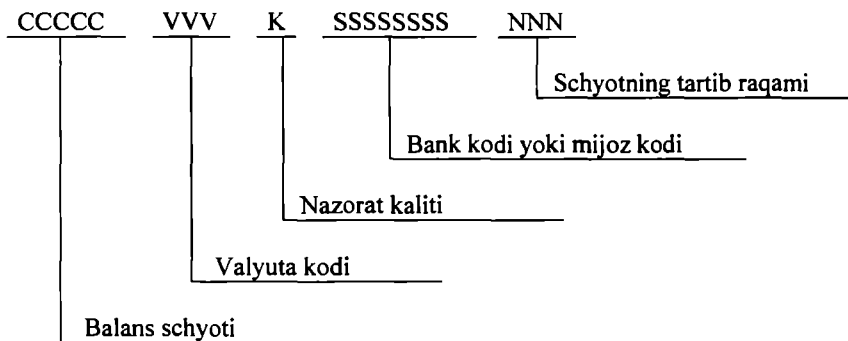 CCCCC VVV K SSSSSSSS NNN
Schyotning tartib raqami
Bank kodi yoki mijoz kodi
Nazorat kaliti
Valyuta kodi
Balans schyoti